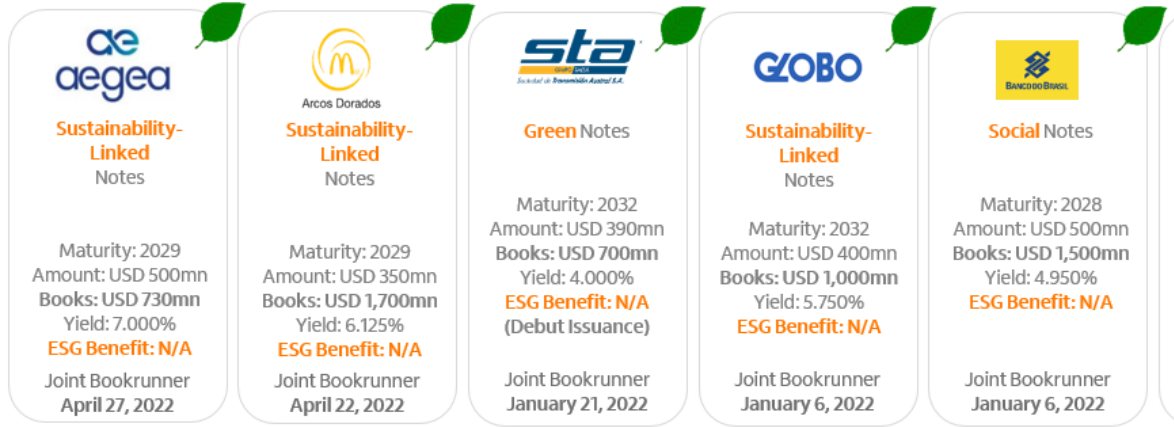 aegea
Sustainability-
Linked
Notes
Maturity: 2029
Amount: USD 500mn
Books: USD 730mn
Yield: 7.000%
ESG Benefit: N/A
Joint Bookrunner
April 27, 2022
Arcos Dorados
Sustainability-
Linked
Notes
Maturity: 2029
Amount: USD 350mn
Books: USD 1,700mn
Yield: 6.125%
ESG Benefit: N/A
Joint Bookrunner
April 22, 2022
sta
GRUPO SAESA
Sociedad de Transmisión Austral S.A.
Green Notes
Maturity: 2032
Amount: USD 390mn
Books: USD 700mn
Yield: 4.000%
ESG Benefit: N/A
(Debut Issuance)
Joint Bookrunner
January 21, 2022
GLOBO
Sustainability-
Linked
Notes
Maturity: 2032
Amount: USD 400mn
Books: USD 1,000mn
Yield: 5.750%
ESG Benefit: N/A
Joint Bookrunner
January 6, 2022
BANCO DO BRASIL
Social Notes
Maturity: 2028
Amount: USD 500mn
Books: USD 1,500mn
Yield: 4.950%
ESG Benefit: N/A
Joint Bookrunner
January 6, 2022